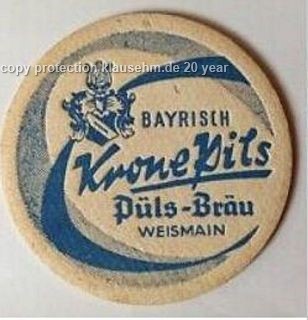 copy protection klausehm.de 20 year
BAYRISCH
Krone Pils
Püls-Bräu
WEISMAIN